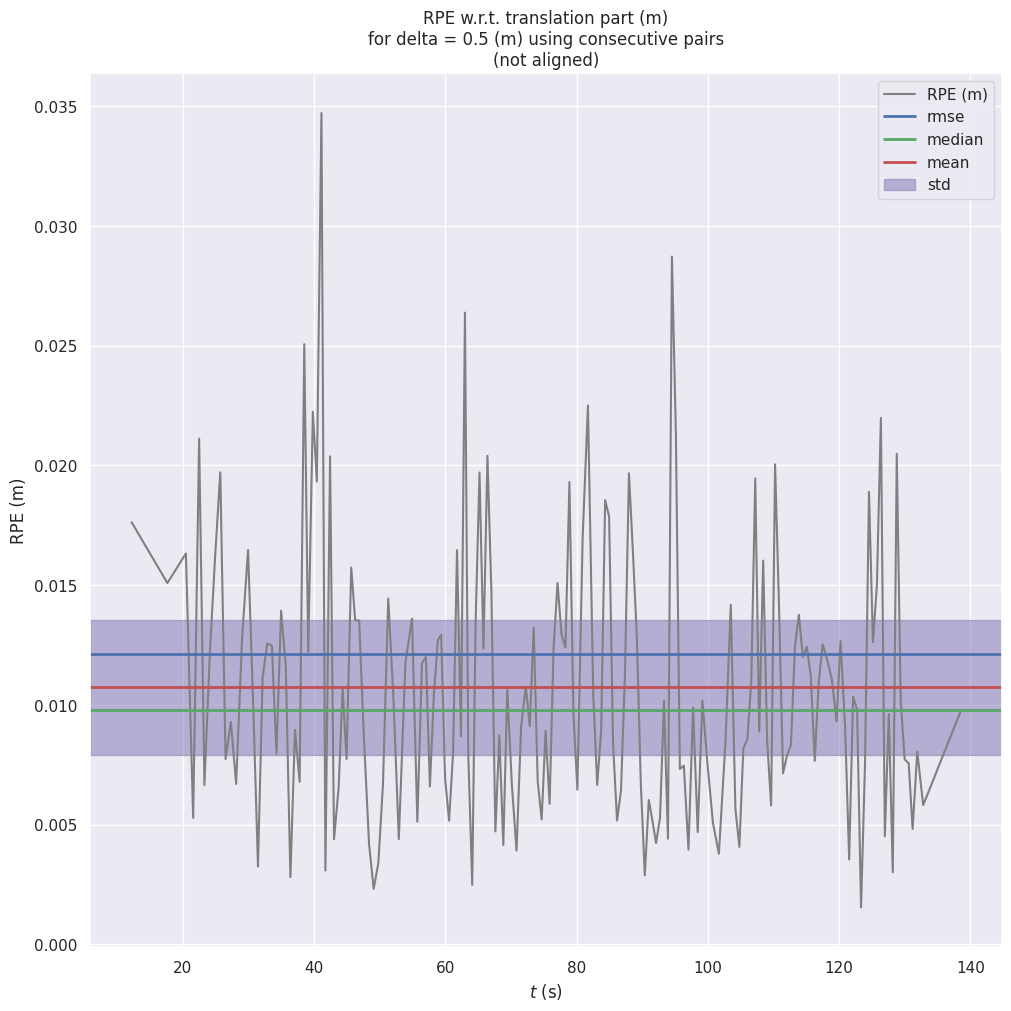 RPE w.r.t. translation part (m)
for delta = 0.5 (m) using consecutive pairs
(not aligned)
RPE (m)
rmse
median
mean
std
RPE (m)
0.035
0.030
0.025
0.020
0.015
0.010
0.005
0.000
20 40 60 80 100 120 140
t (s)